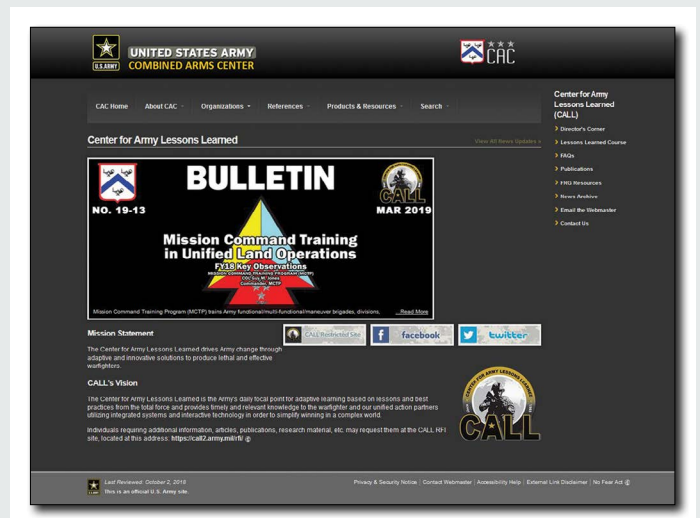 U.S.ARMY
UNITED STATES ARMY
COMBINED ARMS CENTER
CAC
CAC Home About CAC Organizations References Products & Resources Search
Center for Army Lessons Learned
View All News Updates »
BULLETIN
NO. 19-13
CALL
MAR 2019
Mission Command Training
in Unified Land Operations
FY18 Key Observations
MISSION COMMAND TRAINING PROGRAM (MCTP)
COL Guy M. Jones
Commander, MCTP
Mission Command Training Program (MCTP) trains Army functional/multi-functional/maneuver brigades, divisions, ...Read More
Mission Statement
The Center for Army Lessons Learned drives Army change through
adaptive and innovative solutions to produce lethal and effective
warfighters.
CALL Restricted Site
facebook
twitter
CALL's Vision
The Center for Army Lessons Learned is the Army's daily focal point for adaptive learning based on lessons and best
practices from the total force and provides timely and relevant knowledge to the warfighter and our unified action partners
utilizing integrated systems and interactive technology in order to simplify winning in a complex world.
Individuals requiring additional information, articles, publications, research material, etc. may request them at the CALL RFI
site, located at this address: https://call2.army.mil/rfi/
CENTER FOR ARMY LESSONS LEARNED
CALL
Center for Army
Lessons Learned
(CALL)
Director's Corner
Lessons Learned Course
FAQs
Publications
FRG Resources
News Archive
Email the Webmaster
Contact Us
Last Reviewed: October 2, 2018
This is an official U.S. Army site.
Privacy & Security Notice | Contact Webmaster | Accessibility Help | External Link Disclaimer | No Fear Act